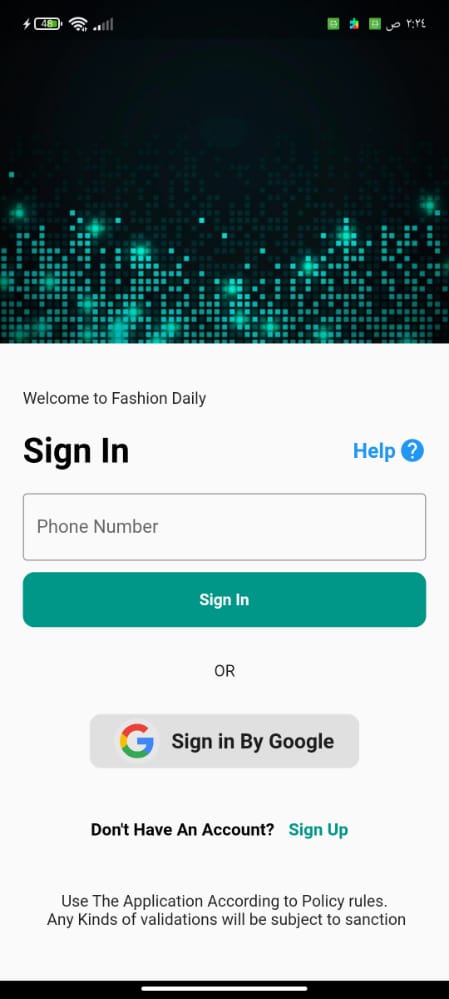 48 ص ٢:٢٤
Welcome to Fashion Daily
Sign In
Help ?
Phone Number
Sign In
OR
Sign in By Google
Don't Have An Account? Sign Up
Use The Application According to Policy rules.
Any Kinds of validations will be subject to sanction